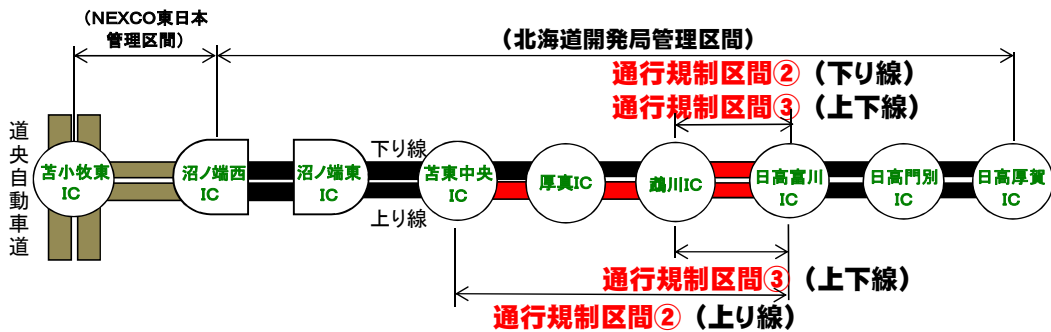 （NEXCO東日本
管理区間）
（北海道開発局管理区間）
通行規制区間②（下り線）
通行規制区間③（上下線）
道央自動車道
下り線
苫小牧東
IC
沼ノ端西
IC
沼ノ端東
IC
苫東中央
IC
厚真IC
鵡川IC
日高富川
IC
日高門別
IC
日高厚賀
IC
上り線
通行規制区間③（上下線）
通行規制区間②（上り線）